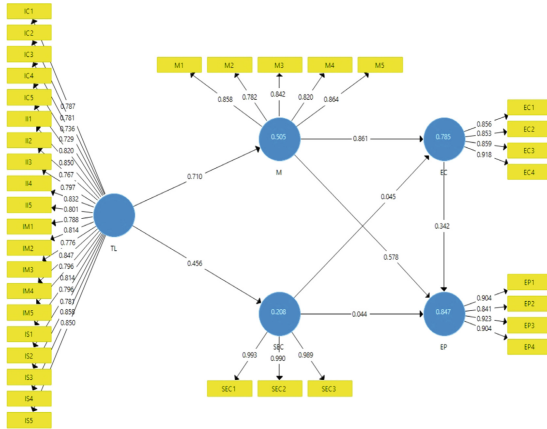 IC1
IC2
IC3
IC4
IC5
II1
II2
II3
II4
II5
IM1
IM2
IM3
IM4
IM5
IS1
IS2
IS3
IS4
IS5
0.787
0.781
0.736
0.729
0.820
0.850
0.767
0.797
0.832
0.801
0.788
0.814
0.776
0.847
0.796
0.814
0.796
0.783
0.858
0.850
TL
0.710
0.456
M1
M2
M3
M4
M5
0.858
0.782
0.842
0.820
0.864
0.505
M
0.861
0.045
0.578
0.044
0.208
SEC
0.993
0.990
0.989
SEC1
SEC2
SEC3
0.785
EC
0.856
0.853
0.859
0.918
EC1
EC2
EC3
EC4
0.342
0.847
EP
0.904
0.841
0.923
0.904
EP1
EP2
EP3
EP4